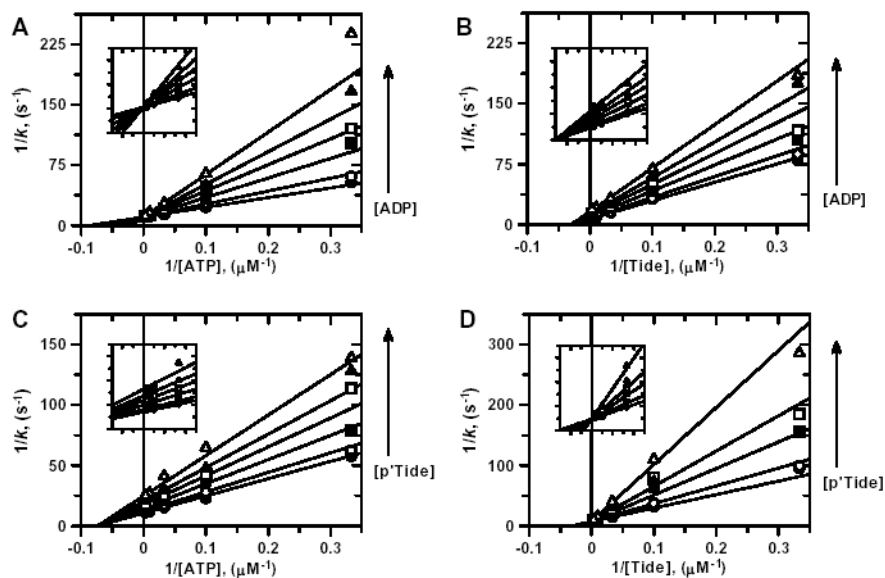 A
225
150
75
0
1/k, (s-1)
-0.1
0
0.1
0.2
0.3
1/[ATP], (μM-1)
[ADP]
B
225
150
75
0
1/k, (s-1)
-0.1
0
0.1
0.2
0.3
1/[Tide], (μM-1)
[ADP]
C
150
100
50
0
1/k, (s-1)
-0.1
0
0.1
0.2
0.3
1/[ATP], (μM-1)
[p'Tide]
D
300
200
100
0
1/k, (s-1)
-0.1
0
0.1
0.2
0.3
1/[Tide], (μM-1)
[p'Tide]